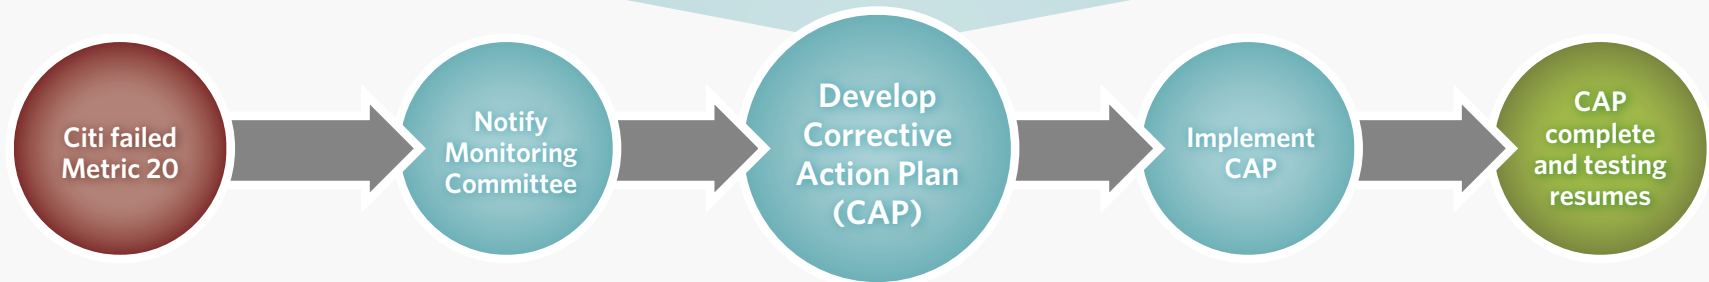 Citi failed
Metric 20
Notify
Monitoring
Committee
Develop
Corrective
Action Plan
(CAP)
Implement
CAP
CAP
complete
and testing
resumes